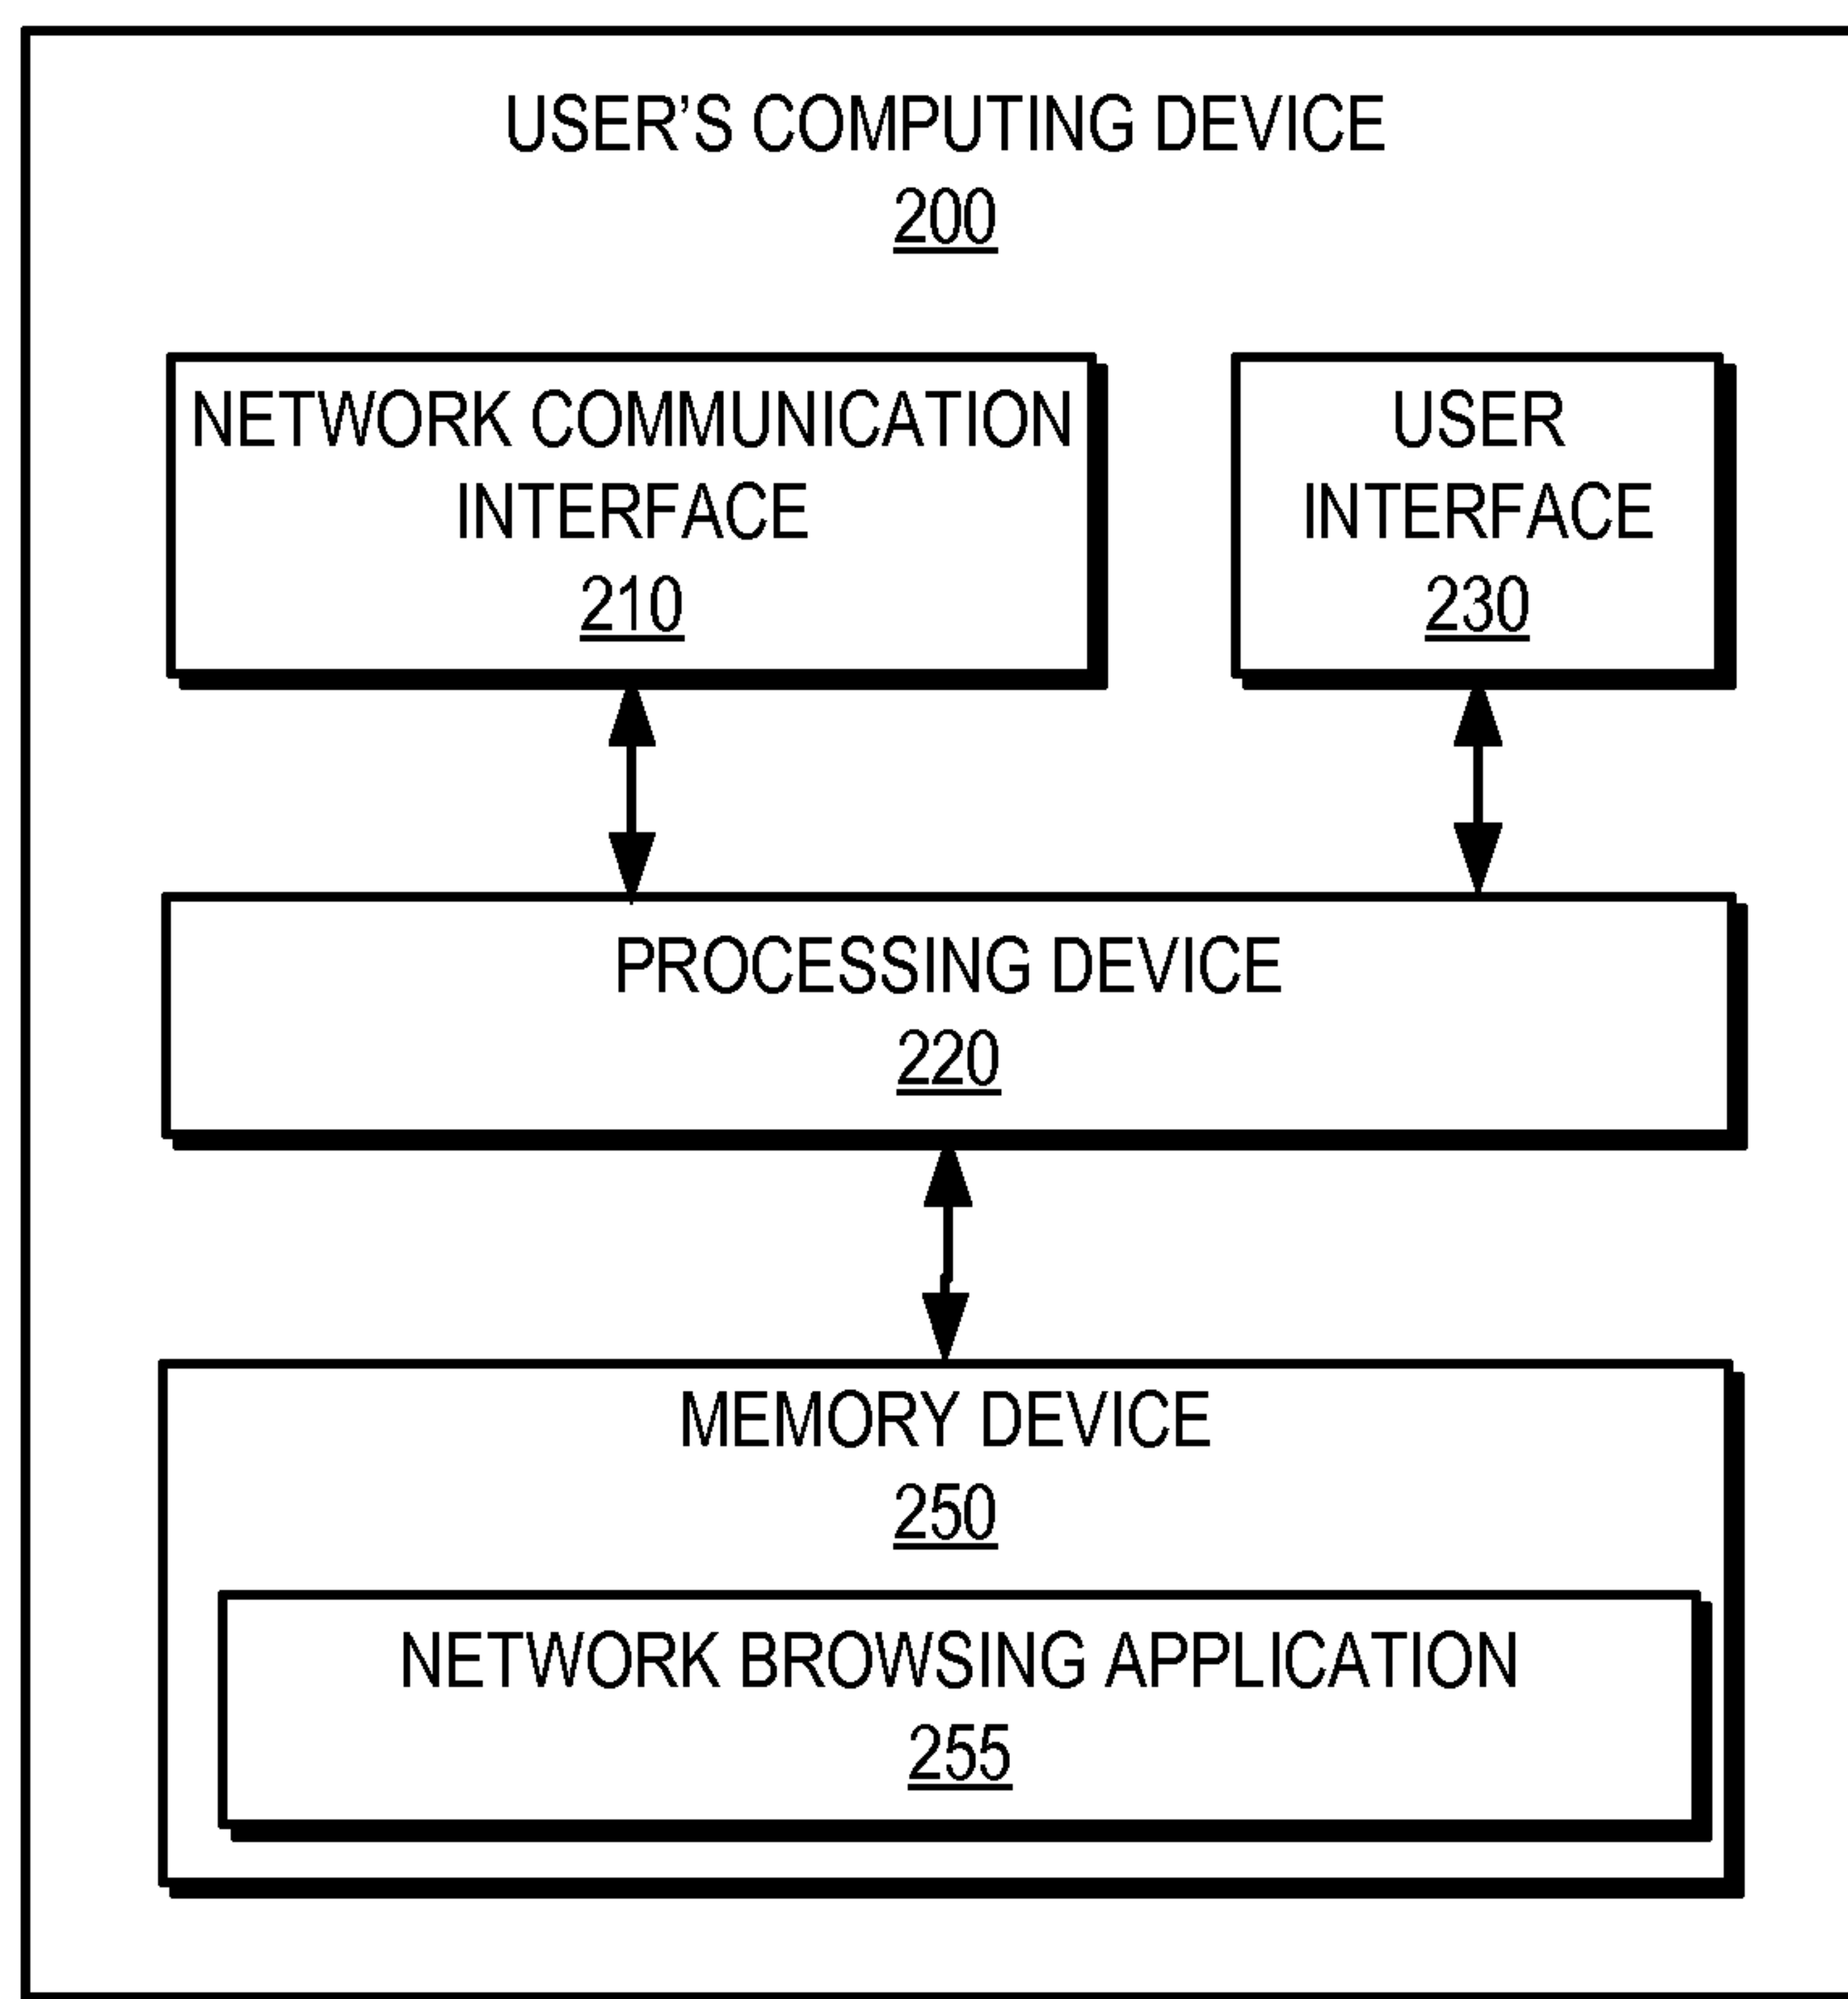 USER'S COMPUTING DEVICE
200
NETWORK COMMUNICATION
INTERFACE
210
USER
INTERFACE
230
PROCESSING DEVICE
220
MEMORY DEVICE
250
NETWORK BROWSING APPLICATION
255